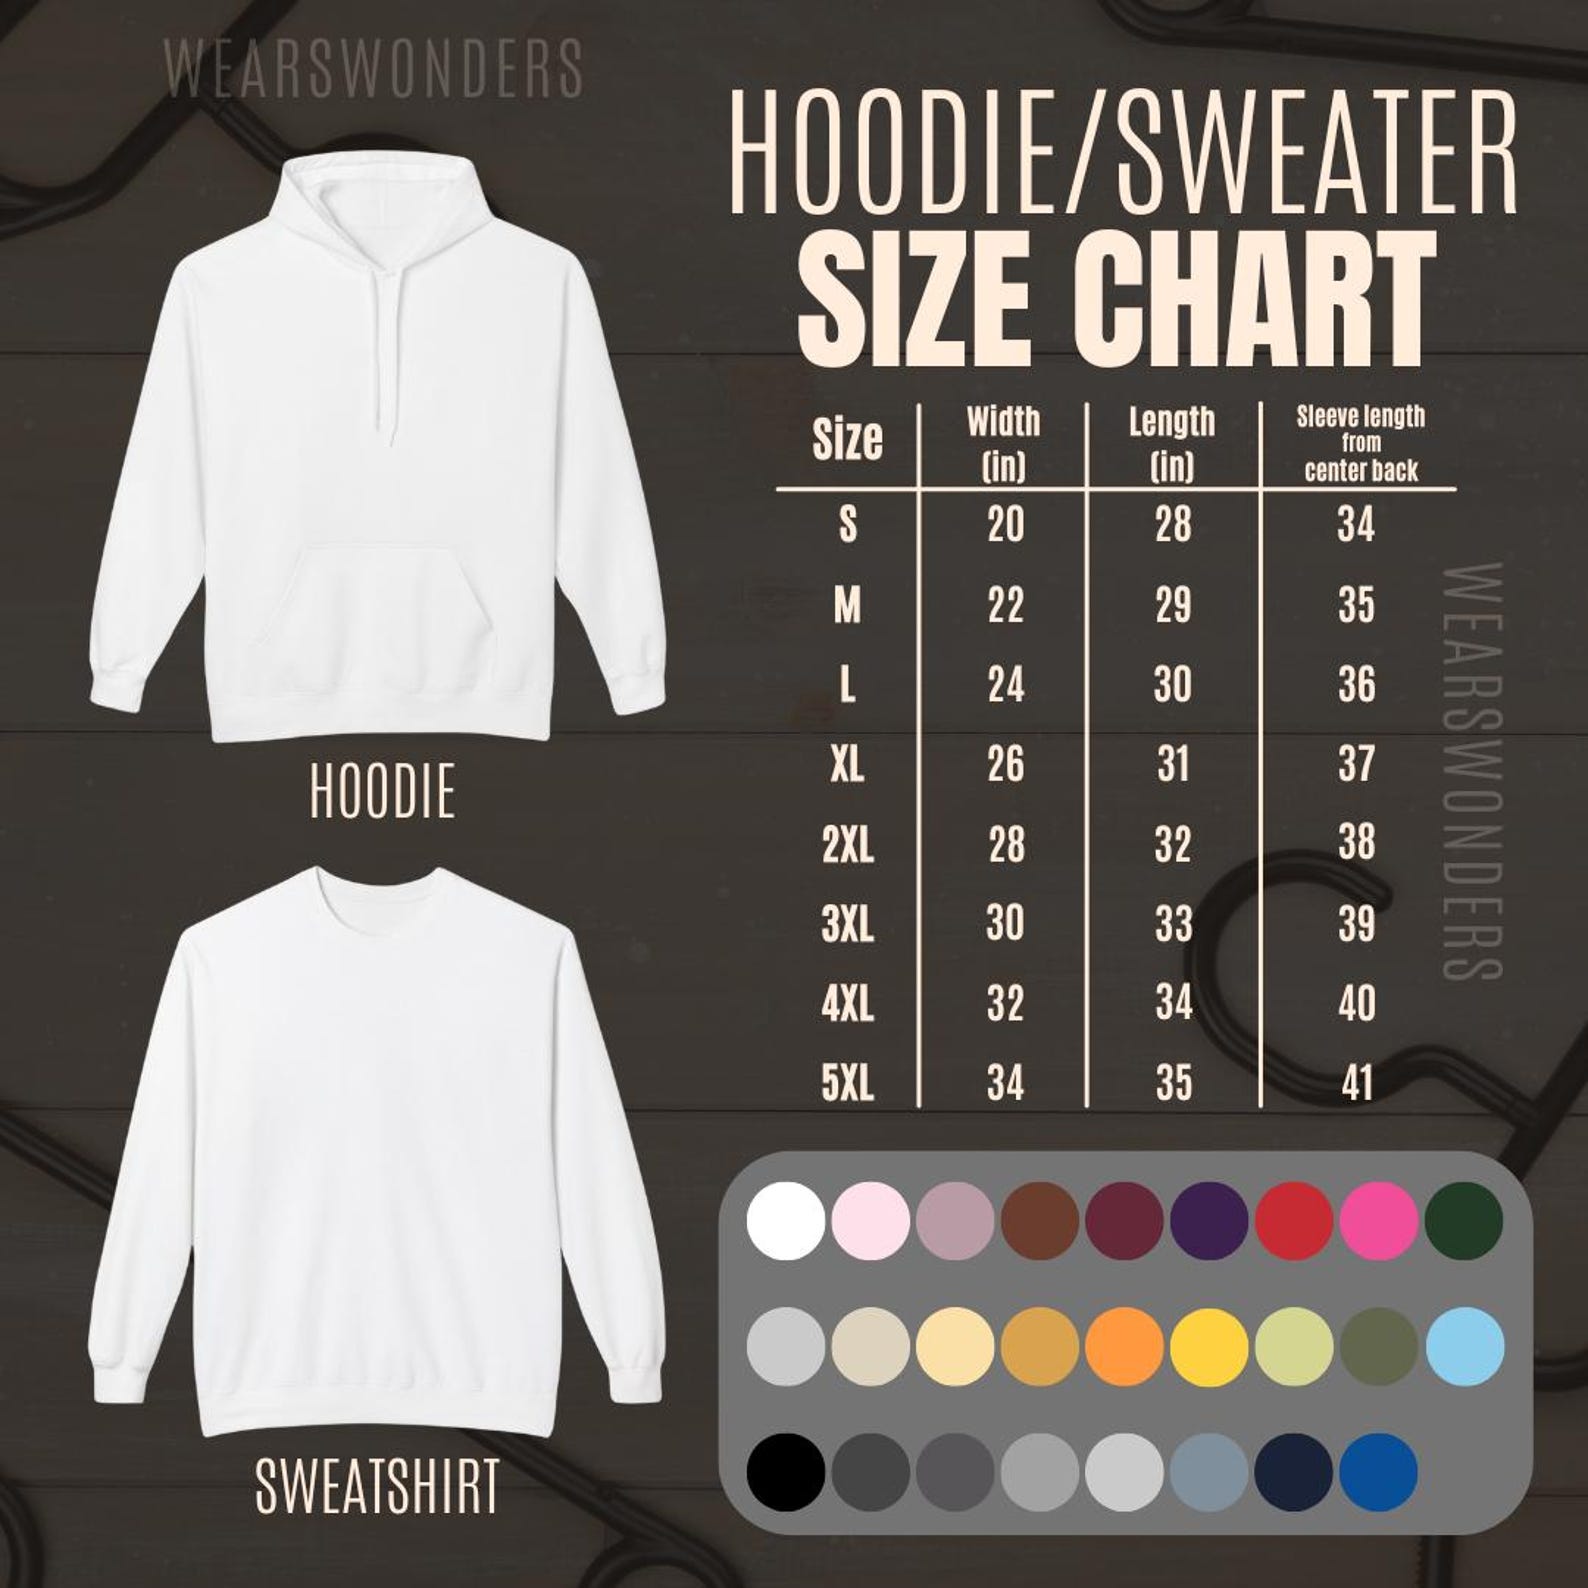 WEARSWONDERS
HOODIE/SWEATER
SIZE CHART
Size Width (in) Length (in) Sleeve length from center back
S 20 28 34
M 22 29 35
L 24 30 36
XL 26 31 37
2XL 28 32 38
3XL 30 33 39
4XL 32 34 40
5XL 34 35 41
WEARSWONDERS
HOODIE
SWEATSHIRT